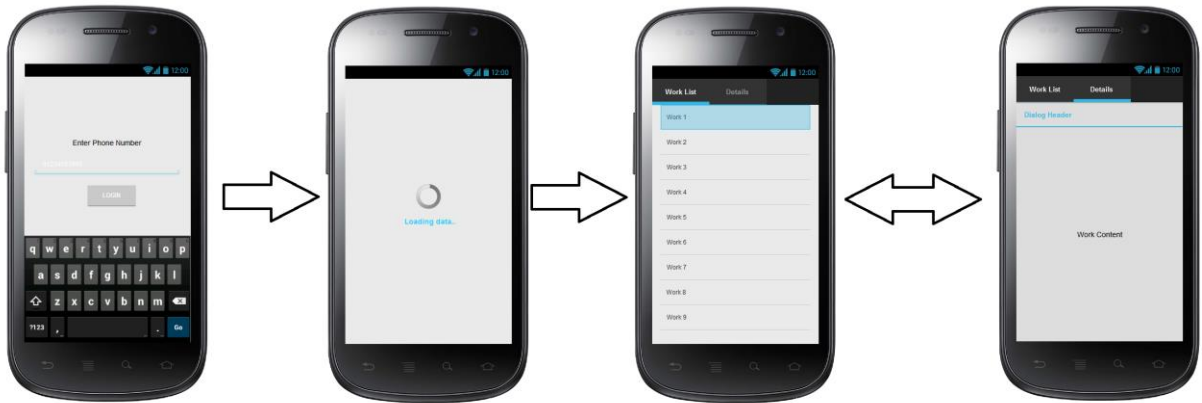 12:00
Enter Phone Number
LOGIN
q w e r t y u i o p
a s d f g h j k l
z x c v b n m
?123 , . Go
12:00
Loading data..
12:00
Work List Details
Work 1
Work 2
Work 3
Work 4
Work 5
Work 6
Work 7
Work 8
Work 9
12:00
Work List Details
Dialog Header
Work Content